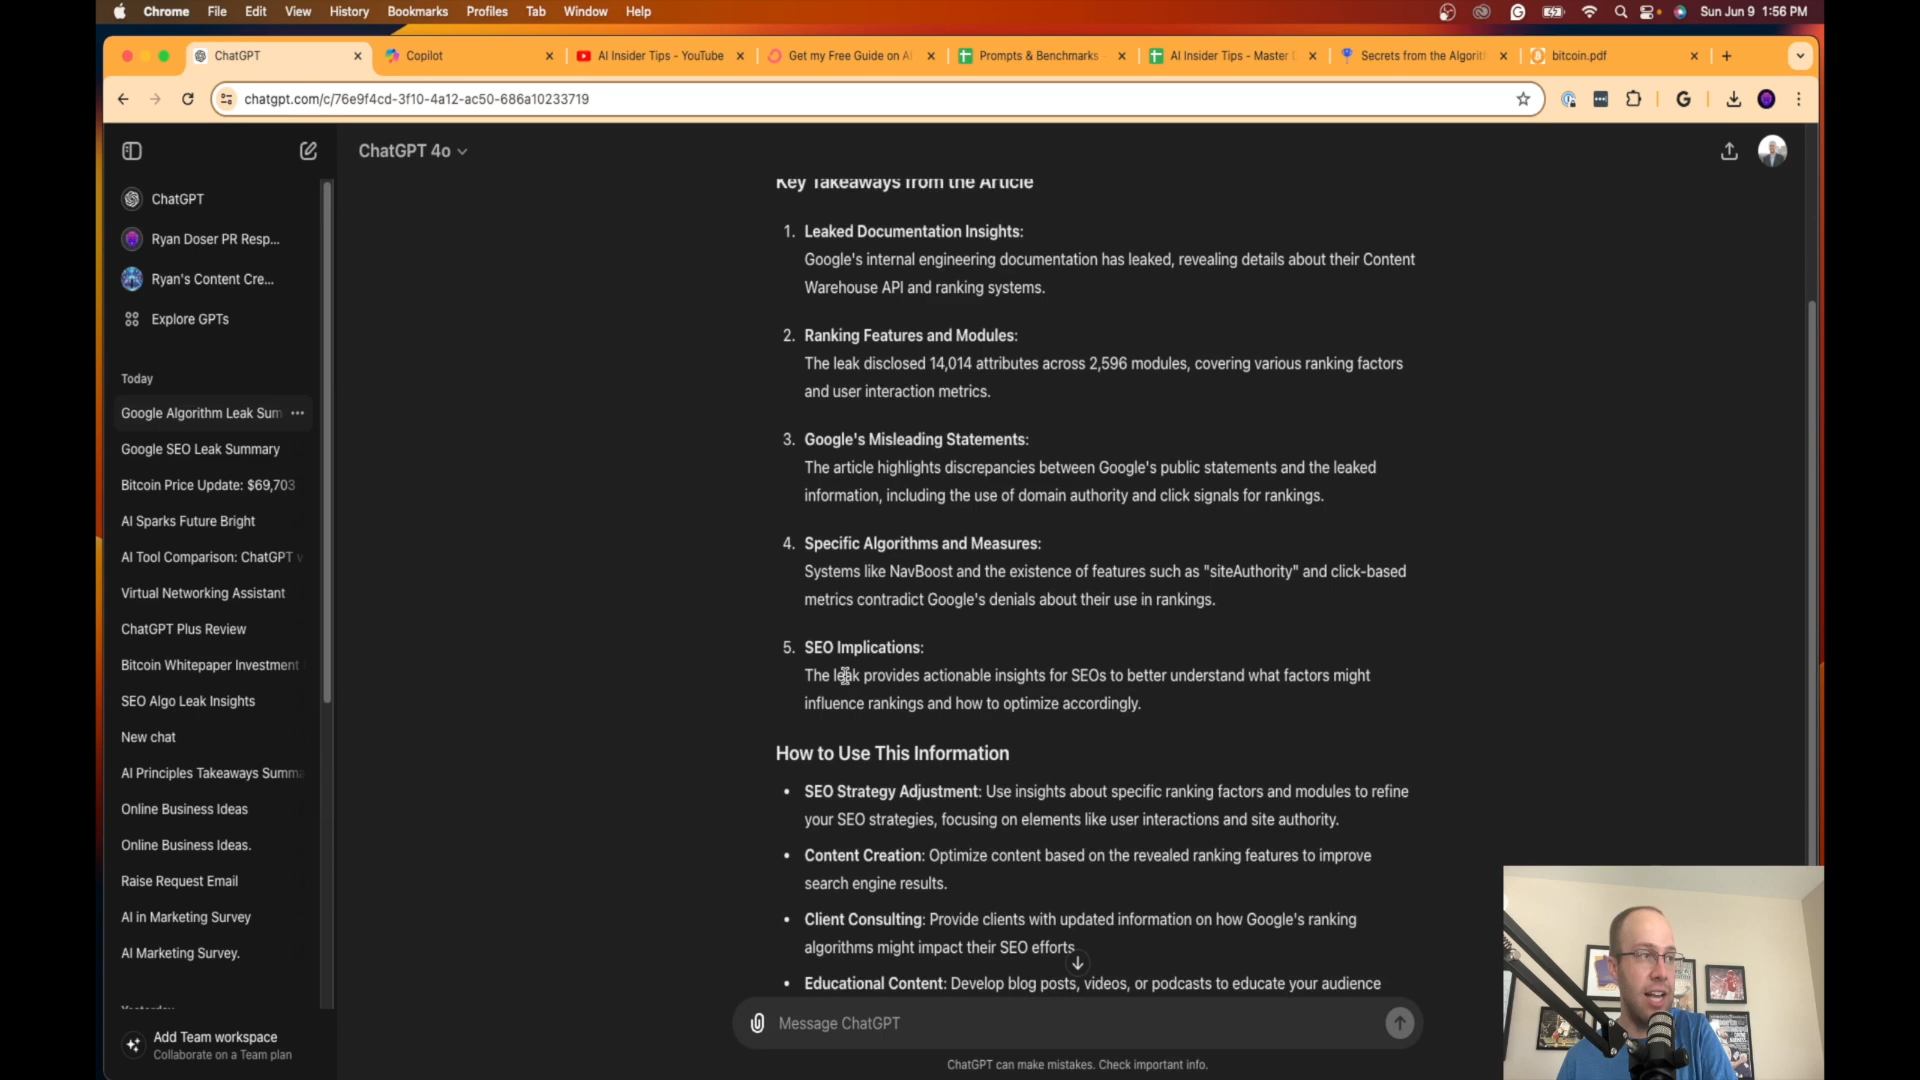 Chrome File Edit View History Bookmarks Profiles Tab Window Help Sun Jun 9 1:56 PM
ChatGPT Copilot AI Insider Tips - YouTube Get my Free Guide on AI Prompts & Benchmarks AI Insider Tips - Master Secrets from the Algorit bitcoin.pdf
chatgpt.com/c/76e9f4cd-3f10-4a12-ac50-686a10233719
ChatGPT 4o
ChatGPT
Ryan Doser PR Resp...
Ryan's Content Cre...
Explore GPTs
Today
Google Algorithm Leak Sum
Google SEO Leak Summary
Bitcoin Price Update: $69,703
AI Sparks Future Bright
AI Tool Comparison: ChatGPT v
Virtual Networking Assistant
ChatGPT Plus Review
Bitcoin Whitepaper Investment
SEO Algo Leak Insights
New chat
AI Principles Takeaways Summa
Online Business Ideas
Online Business Ideas.
Raise Request Email
AI in Marketing Survey
AI Marketing Survey.
Yesterday
Add Team workspace
Collaborate on a Team plan
Key Takeaways from the Article
1. Leaked Documentation Insights:
Google's internal engineering documentation has leaked, revealing details about their Content
Warehouse API and ranking systems.
2. Ranking Features and Modules:
The leak disclosed 14,014 attributes across 2,596 modules, covering various ranking factors
and user interaction metrics.
3. Google's Misleading Statements:
The article highlights discrepancies between Google's public statements and the leaked
information, including the use of domain authority and click signals for rankings.
4. Specific Algorithms and Measures:
Systems like NavBoost and the existence of features such as "siteAuthority" and click-based
metrics contradict Google's denials about their use in rankings.
5. SEO Implications:
The leak provides actionable insights for SEOs to better understand what factors might
influence rankings and how to optimize accordingly.
How to Use This Information
• SEO Strategy Adjustment: Use insights about specific ranking factors and modules to refine
your SEO strategies, focusing on elements like user interactions and site authority.
• Content Creation: Optimize content based on the revealed ranking features to improve
search engine results.
• Client Consulting: Provide clients with updated information on how Google's ranking
algorithms might impact their SEO efforts
• Educational Content: Develop blog posts, videos, or podcasts to educate your audience
Message ChatGPT
ChatGPT can make mistakes. Check important info.